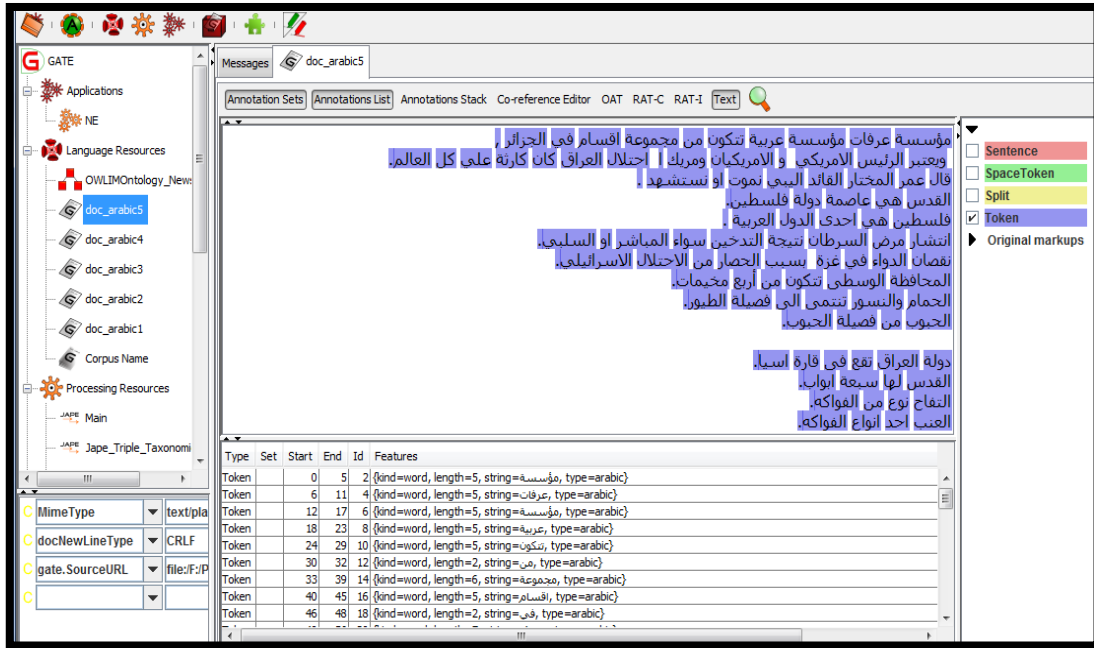 GATE
Applications
NE
Language Resources
OWLIMOntology_News
doc_arabic5
doc_arabic4
doc_arabic3
doc_arabic2
doc_arabic1
Corpus Name
Processing Resources
JAPE Main
JAPE Jape_Triple_Taxonomi
C MimeType text/pla
C docNewLineType CRLF
C gate.SourceURL file:/F:/P
C
Messages doc_arabic5
Annotation Sets Annotations List Annotations Stack Co-reference Editor OAT RAT-C RAT-I Text
مؤسسة عرفات مؤسسة عربية تتكون من مجموعة اقسام في الجزائر ,
ويعتبر الرئيس الامريكي و الامريكيان ومريك ا احتلال العراق كان كارثة علي كل العالم.
قال عمر المختار القائد الليبي نموت او نستشهد .
القدس هي عاصمة دولة فلسطين.
فلسطين هي احدى الدول العربية .
انتشار مرض السرطان نتيجة التدخين سواء المباشر او السلبي.
نقصان الدواء في غزة بسبب الحصار من الاحتلال الاسرائيلي.
المحافظة الوسطى تتكون من أربع مخيمات.
الحمام والنسور تنتمى الى فصيلة الطيور.
الحبوب من فصيلة الحبوب.
دولة العراق تقع في قارة اسيا.
القدس لها سبعة ابواب.
التفاح نوع من الفواكه.
العنب احد انواع الفواكه.
Type Set Start End Id Features
Token 0 5 2 {kind=word, length=5, string=مؤسسة, type=arabic}
Token 6 11 4 {kind=word, length=5, string=عرفات, type=arabic}
Token 12 17 6 {kind=word, length=5, string=مؤسسة, type=arabic}
Token 18 23 8 {kind=word, length=5, string=عربية, type=arabic}
Token 24 29 10 {kind=word, length=5, string=تتكون, type=arabic}
Token 30 32 12 {kind=word, length=2, string=من, type=arabic}
Token 33 39 14 {kind=word, length=6, string=مجموعة, type=arabic}
Token 40 45 16 {kind=word, length=5, string=اقسام, type=arabic}
Token 46 48 18 {kind=word, length=2, string=في, type=arabic}
Sentence
SpaceToken
Split
Token
Original markups